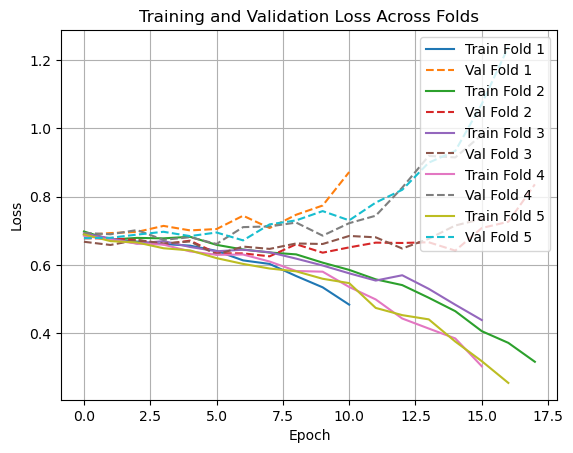 Training and Validation Loss Across Folds
Train Fold 1
Val Fold 1
Train Fold 2
Val Fold 2
Train Fold 3
Val Fold 3
Train Fold 4
Val Fold 4
Train Fold 5
Val Fold 5
1.2
1.0
0.8
0.6
0.4
Loss
0.0 2.5 5.0 7.5 10.0 12.5 15.0 17.5
Epoch